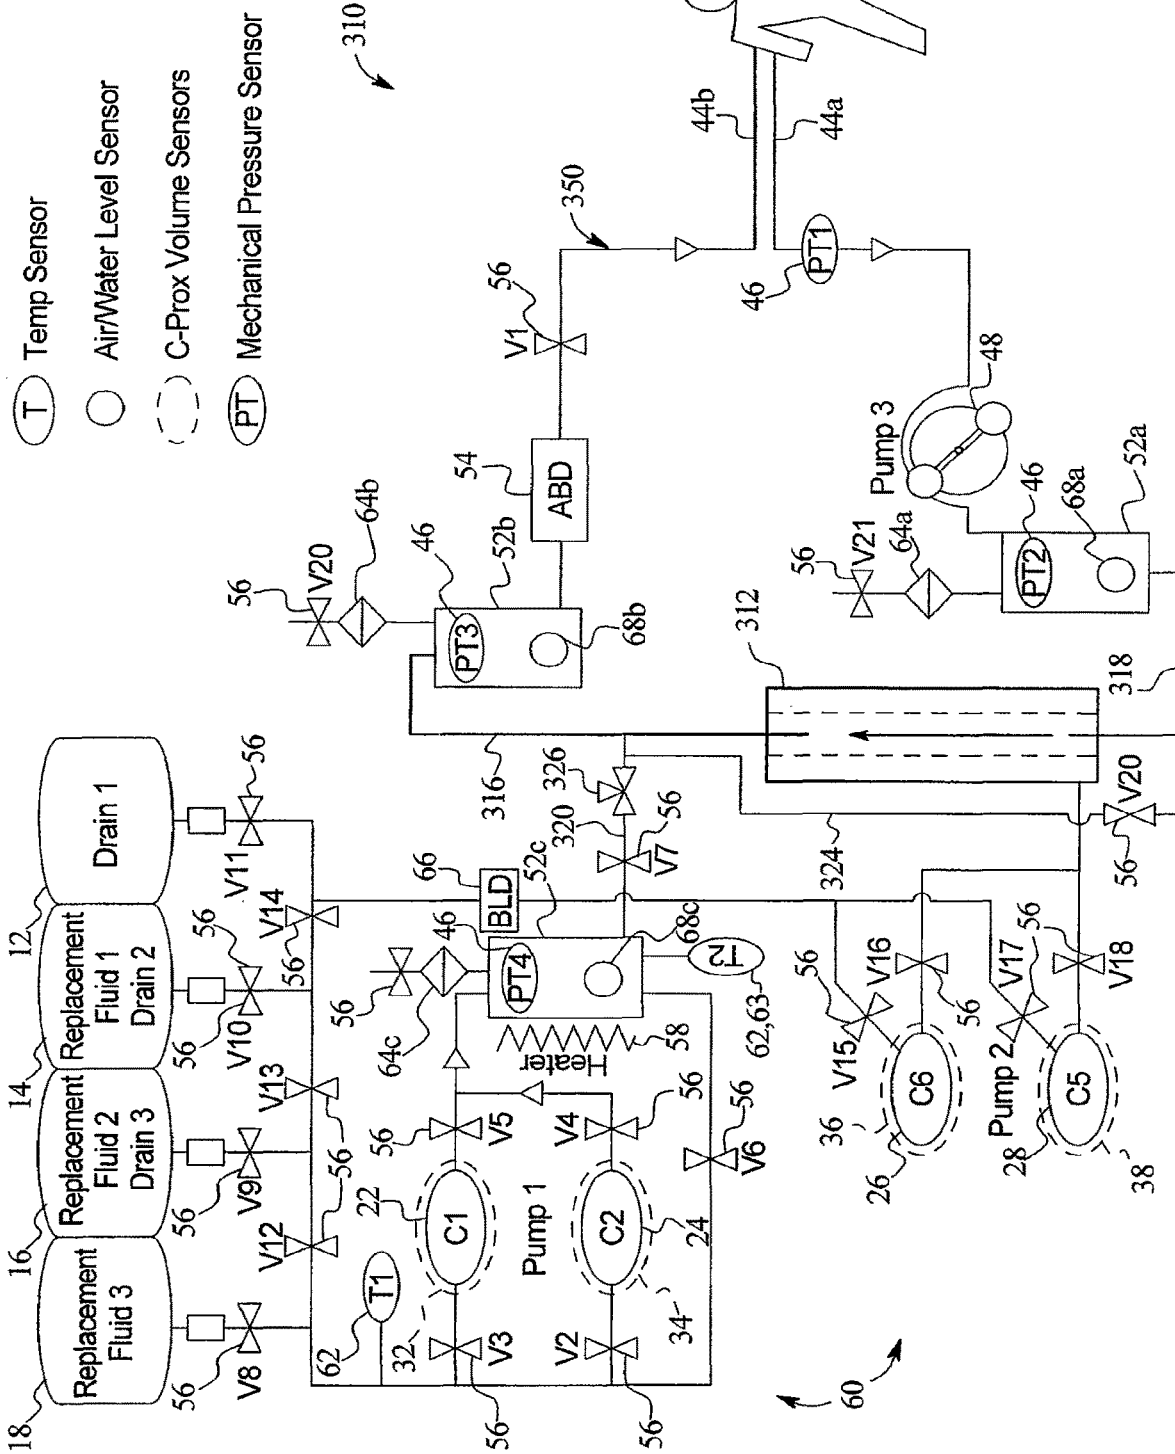 T
Temp Sensor
Air/Water Level Sensor
C-Prox Volume Sensors
PT
Mechanical Pressure Sensor
310
18
Replacement
Fluid 3
16
Replacement
Fluid 2
Drain 3
14
Replacement
Fluid 1
Drain 2
12
Drain 1
56
V8
56
V9
56
V10
56
V11
56
V12
56
V13
56
V14
56
62
T1
32
22
C1
V3
56
V5
56
Pump 1
34
24
C2
V2
56
V4
56
V6
56
60
66
BLD
52c
46
PT4
68c
56
64c
Heater
58
T2
62,63
V7
56
320
326
316
324
56
V20
64b
46
52b
PT3
68b
54
ABD
V1
56
350
44b
44a
46
PT1
Pump 3
48
52a
46
PT2
68a
56
V21
64a
312
318
56
V20
56
V15
V16
56
36
26
C6
Pump 2
V17
56
V18
28
C5
38